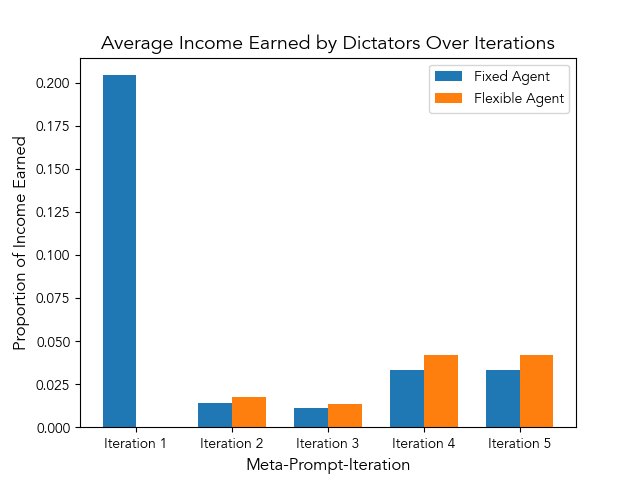 Average Income Earned by Dictators Over Iterations
Fixed Agent
Flexible Agent
Proportion of Income Earned
0.200
0.175
0.150
0.125
0.100
0.075
0.050
0.025
0.000
Iteration 1 Iteration 2 Iteration 3 Iteration 4 Iteration 5
Meta-Prompt-Iteration